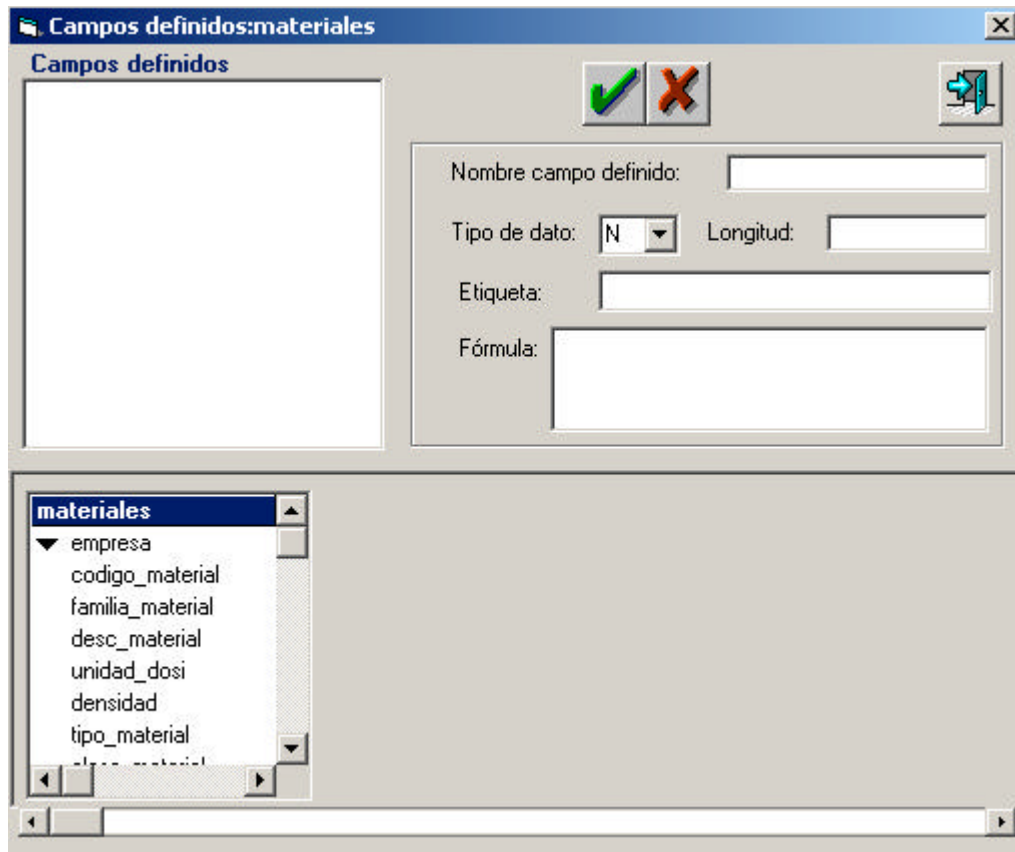 Campos definidos:materiales
Campos definidos
Nombre campo definido:
Tipo de dato: N Longitud:
Etiqueta:
Fórmula:
materiales
empresa
codigo_material
familia_material
desc_material
unidad_dosi
densidad
tipo_material